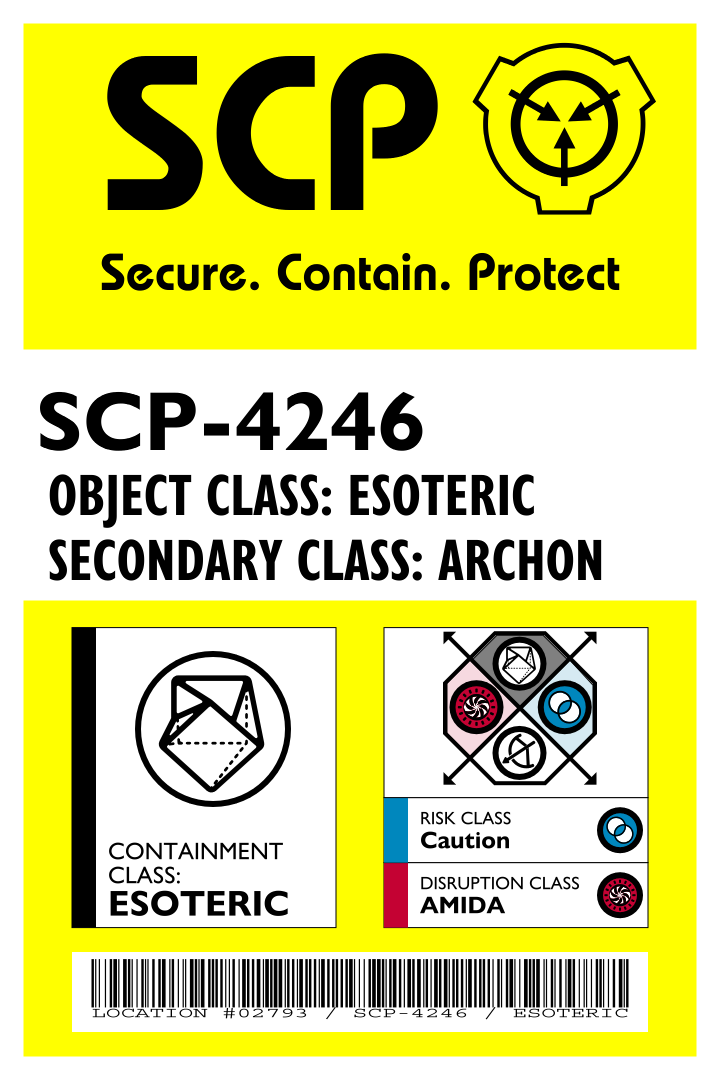 SCP
Secure. Contain. Protect
SCP-4246
OBJECT CLASS: ESOTERIC
SECONDARY CLASS: ARCHON
CONTAINMENT
CLASS:
ESOTERIC
RISK CLASS
Caution
DISRUPTION CLASS
AMIDA
LOCATION #02793 / SCP-4246 / ESOTERIC